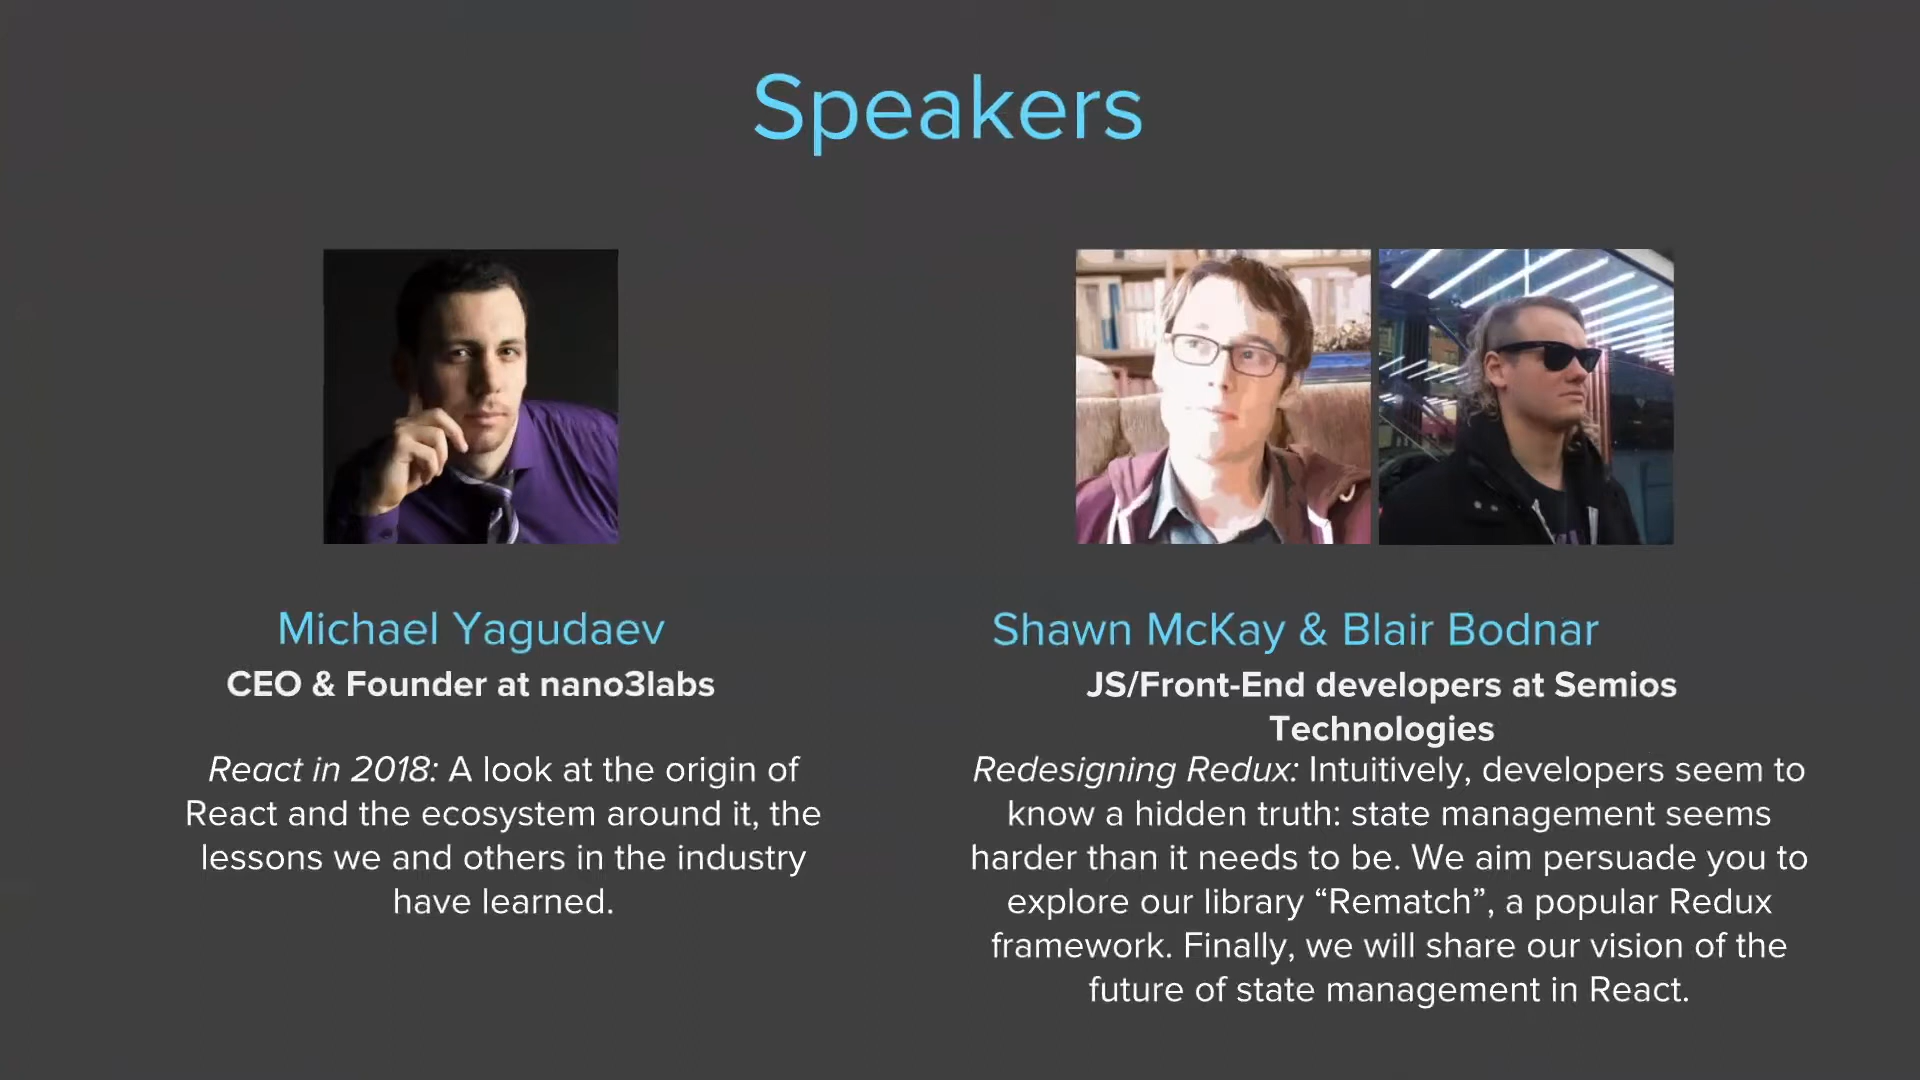 Speakers
Michael Yagudaev
CEO & Founder at nano3labs
React in 2018: A look at the origin of
React and the ecosystem around it, the
lessons we and others in the industry
have learned.
Shawn McKay & Blair Bodnar
JS/Front-End developers at Semios
Technologies
Redesigning Redux: Intuitively, developers seem to
know a hidden truth: state management seems
harder than it needs to be. We aim persuade you to
explore our library “Rematch”, a popular Redux
framework. Finally, we will share our vision of the
future of state management in React.